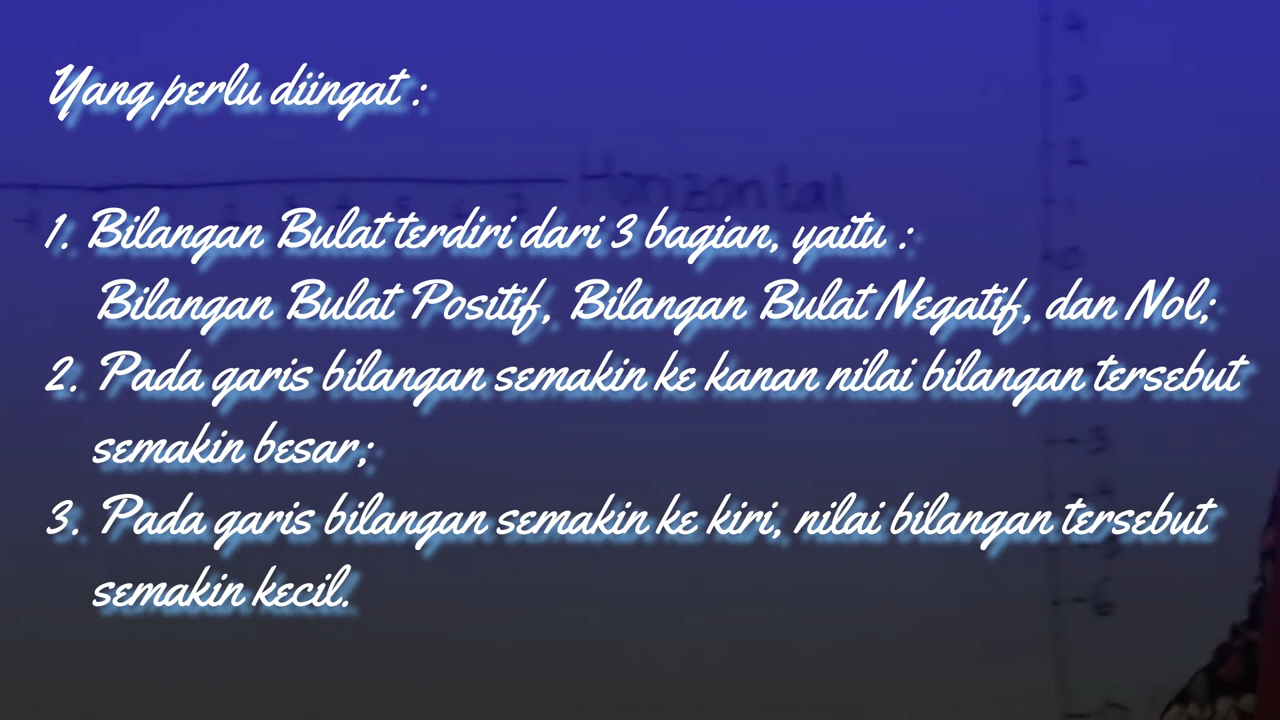 Yang perlu diingat :
Horizontal
1. Bilangan Bulat terdiri dari 3 bagian, yaitu :
Bilangan Bulat Positif, Bilangan Bulat Negatif, dan Nol;
2. Pada garis bilangan semakin ke kanan nilai bilangan tersebut
semakin besar;
3. Pada garis bilangan semakin ke kiri, nilai bilangan tersebut
semakin kecil.